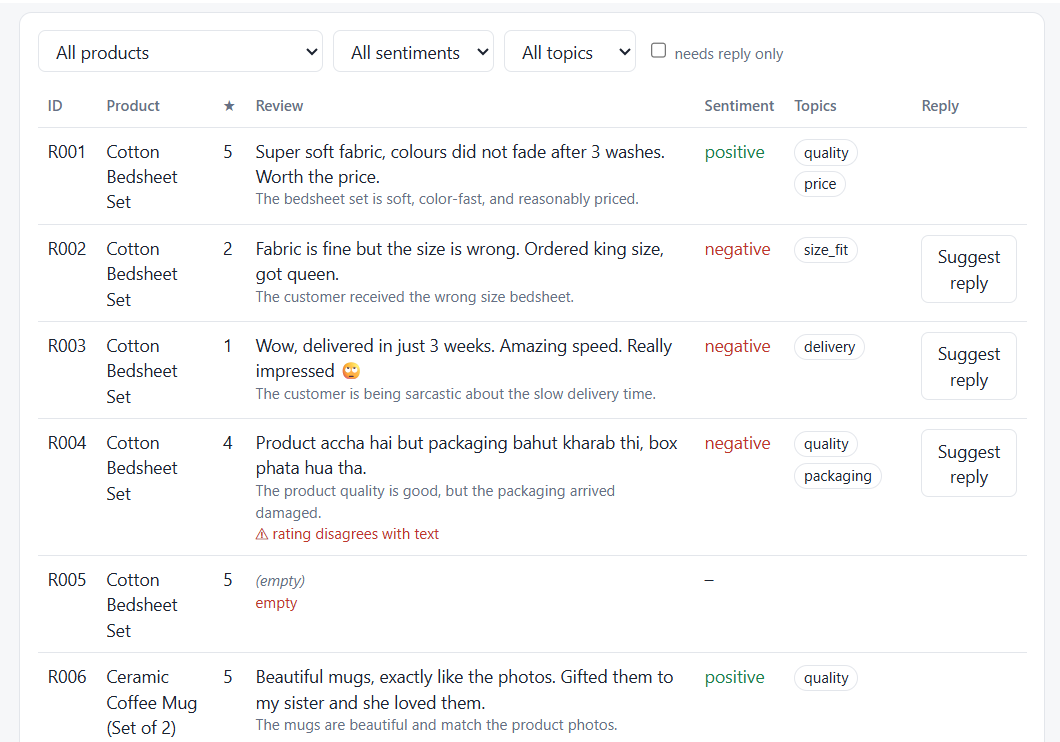 All products All sentiments All topics needs reply only
ID Product ★ Review Sentiment Topics Reply
R001 Cotton Bedsheet Set 5 Super soft fabric, colours did not fade after 3 washes. positive quality
Worth the price. price
The bedsheet set is soft, color-fast, and reasonably priced.
R002 Cotton Bedsheet Set 2 Fabric is fine but the size is wrong. Ordered king size, negative size_fit Suggest reply
got queen.
The customer received the wrong size bedsheet.
R003 Cotton Bedsheet Set 1 Wow, delivered in just 3 weeks. Amazing speed. Really negative delivery Suggest reply
impressed 🙄
The customer is being sarcastic about the slow delivery time.
R004 Cotton Bedsheet Set 4 Product accha hai but packaging bahut kharab thi, box negative quality Suggest reply
phata hua tha. packaging
The product quality is good, but the packaging arrived
damaged.
⚠ rating disagrees with text
R005 Cotton Bedsheet Set 5 (empty) –
empty
R006 Ceramic Coffee Mug (Set of 2) 5 Beautiful mugs, exactly like the photos. Gifted them to positive quality
my sister and she loved them.
The mugs are beautiful and match the product photos.